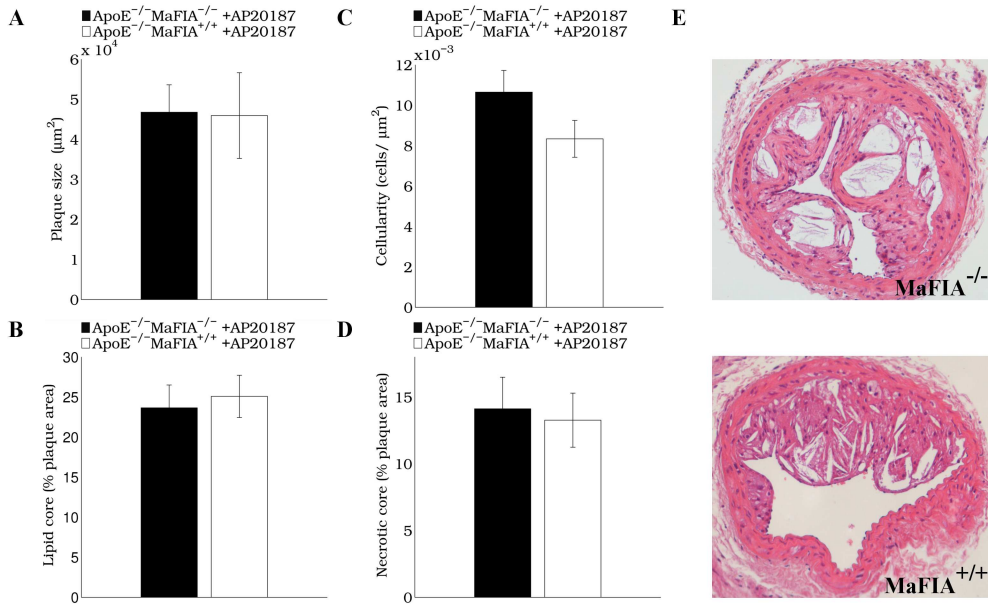 A
■ApoE⁻/⁻MaFIA⁻/⁻ +AP20187
□ApoE⁻/⁻MaFIA⁺/⁺ +AP20187
x 10⁴
6
5
4
3
2
1
0
Plaque size (μm²)
C
■ApoE⁻/⁻MaFIA⁻/⁻ +AP20187
□ApoE⁻/⁻MaFIA⁺/⁺ +AP20187
x10⁻³
12
10
8
6
4
2
0
Cellularity (cells/ μm²)
E
MaFIA⁻/⁻
B
■ApoE⁻/⁻MaFIA⁻/⁻ +AP20187
□ApoE⁻/⁻MaFIA⁺/⁺ +AP20187
30
25
20
15
10
5
0
Lipid core (% plaque area)
D
■ApoE⁻/⁻MaFIA⁻/⁻ +AP20187
□ApoE⁻/⁻MaFIA⁺/⁺ +AP20187
15
10
5
0
Necrotic core (% plaque area)
MaFIA⁺/⁺